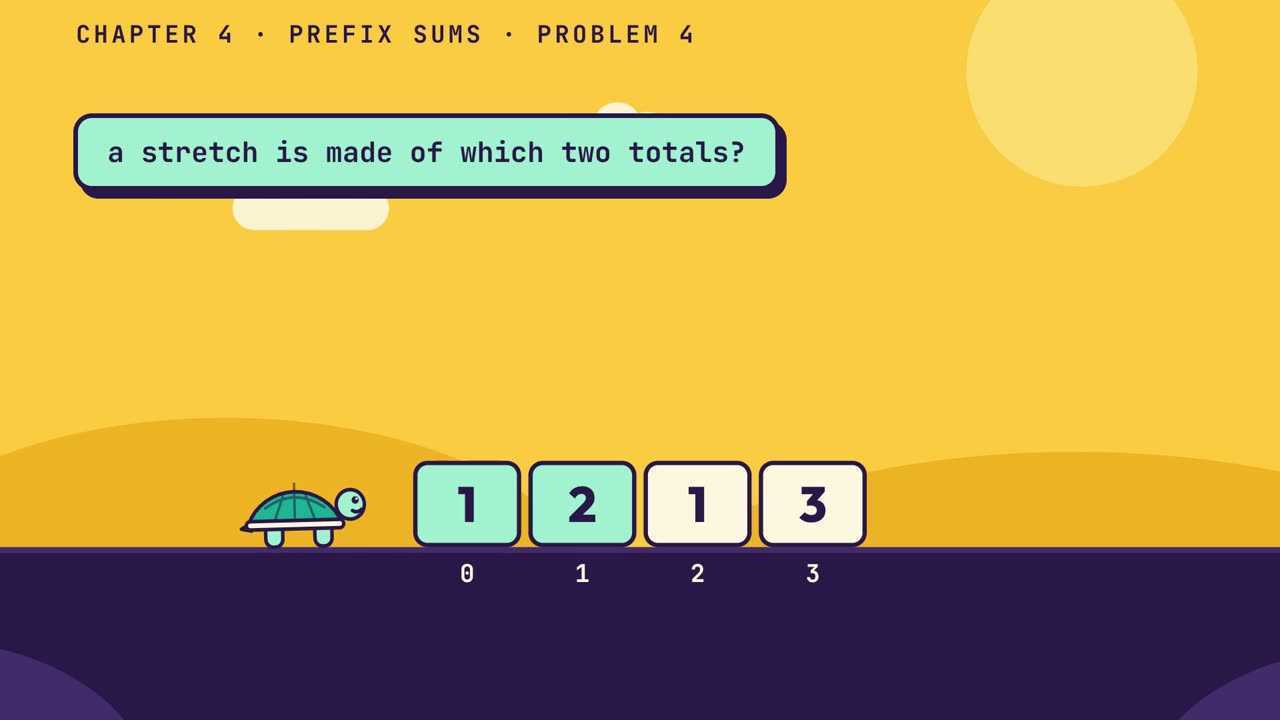 CHAPTER 4 · PREFIX SUMS · PROBLEM 4
a stretch is made of which two totals?
1 2 1 3
0 1 2 3